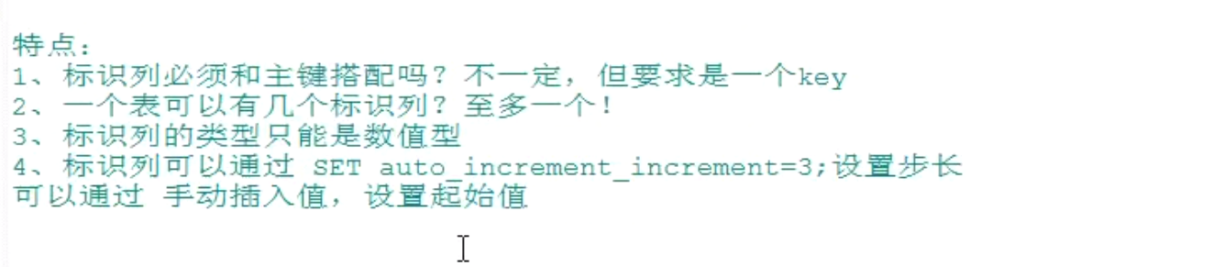 特点：
1、标识列必须和主键搭配吗？不一定，但要求是一个key
2、一个表可以有几个标识列？至多一个！
3、标识列的类型只能是数值型
4、标识列可以通过 SET auto_increment_increment=3;设置步长
可以通过 手动插入值，设置起始值